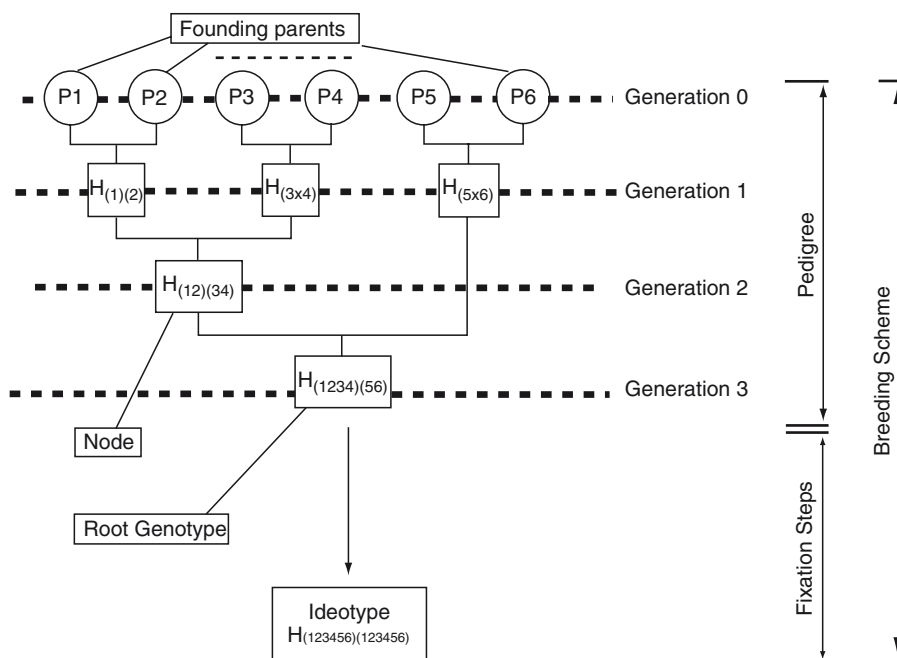 Founding parents
P1 P2 P3 P4 P5 P6 Generation 0
H(1)(2) H(3x4) H(5x6) Generation 1
H(12)(34) Generation 2
H(1234)(56) Generation 3
Node
Root Genotype
Ideotype
H(123456)(123456)
Pedigree
Fixation Steps
Breeding Scheme